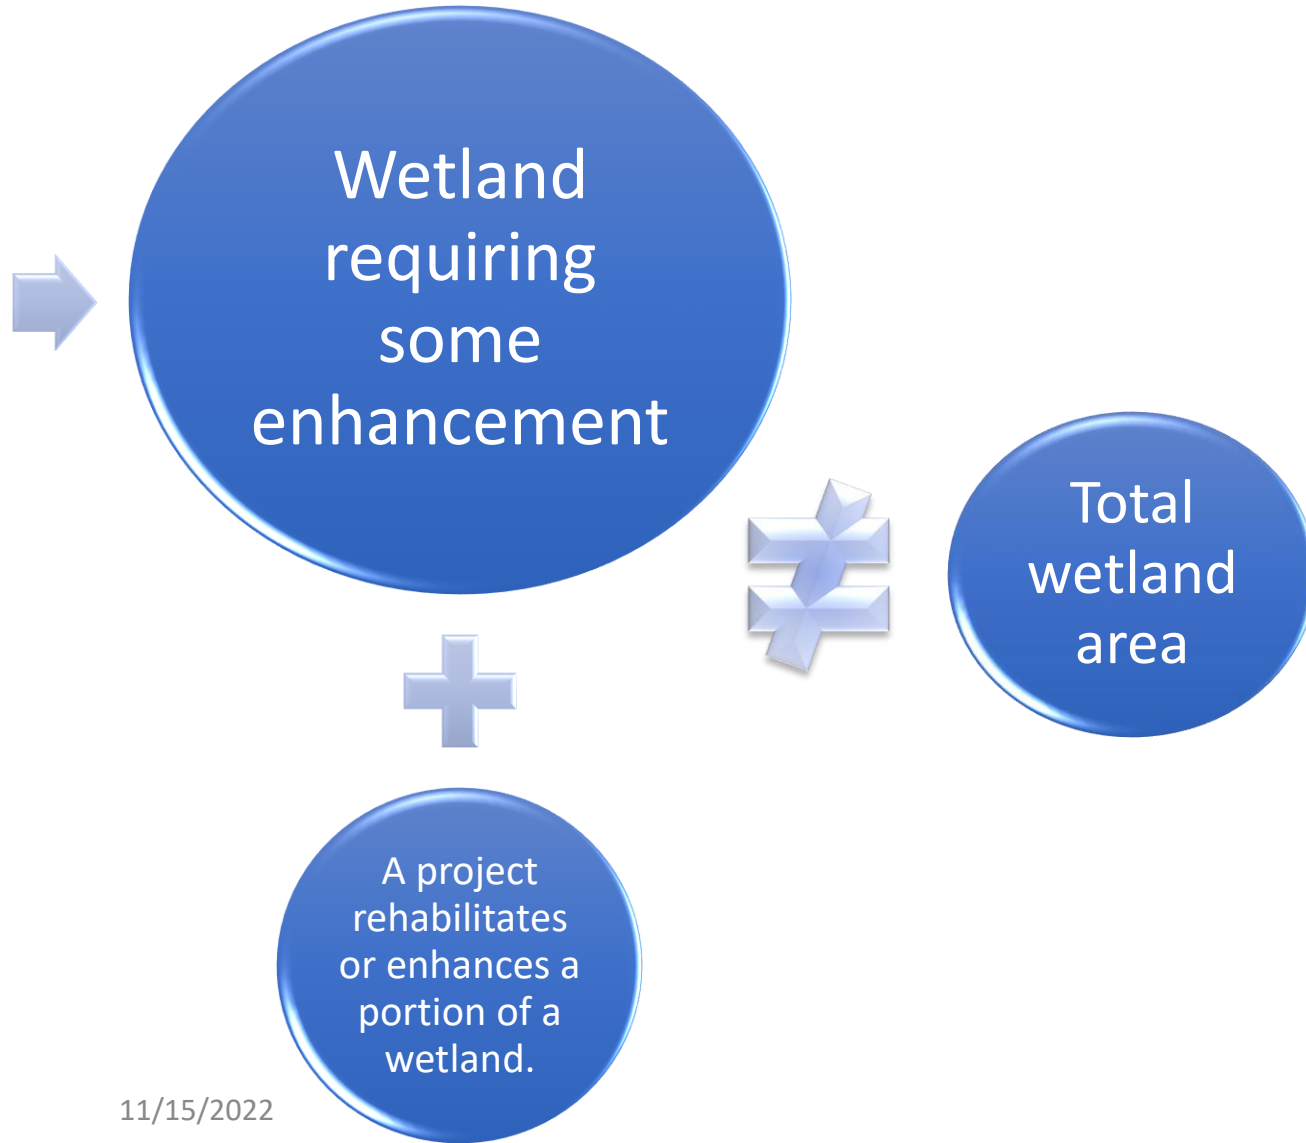 Wetland
requiring
some
enhancement
Total
wetland
area
A project
rehabilitates
or enhances a
portion of a
wetland.
11/15/2022